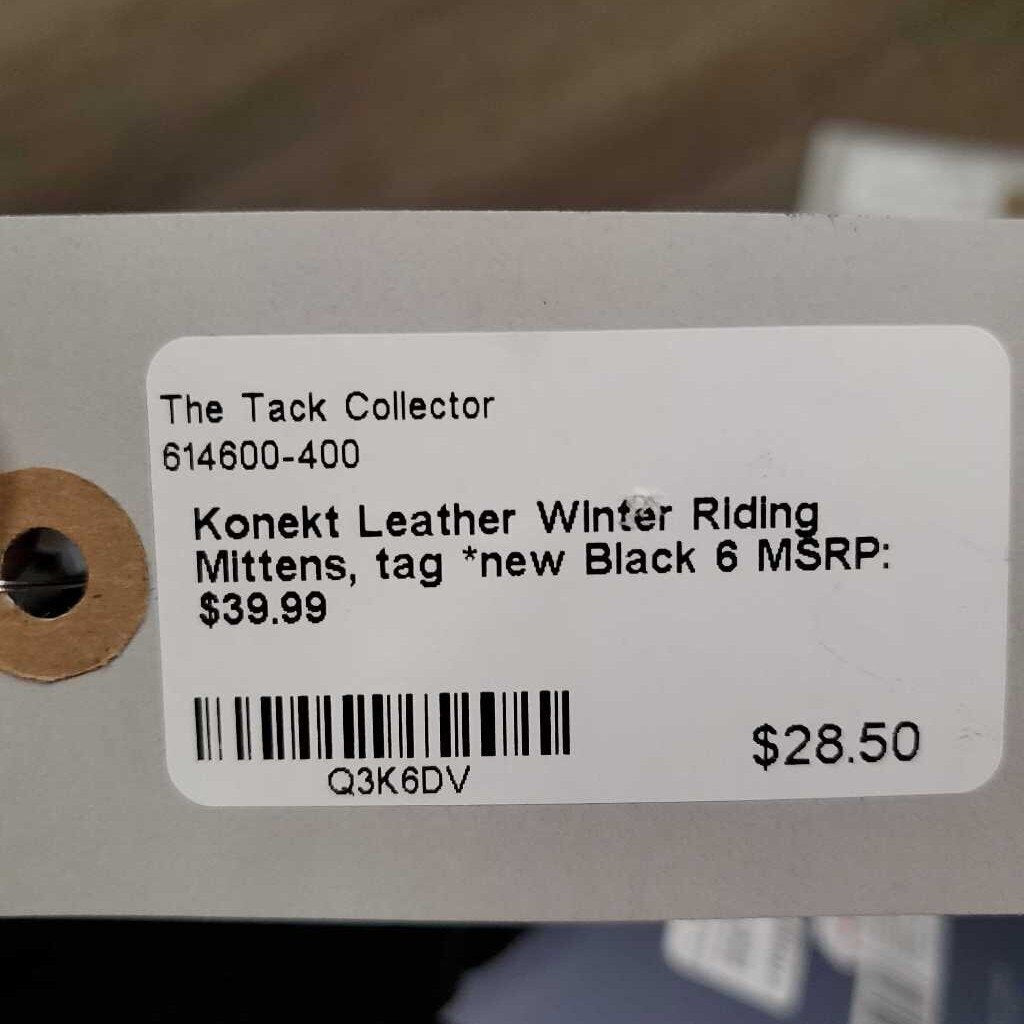 The Tack Collector
614600-400
Konekt Leather Winter Riding
Mittens, tag *new Black 6 MSRP:
$39.99
Q3K6DV
$28.50